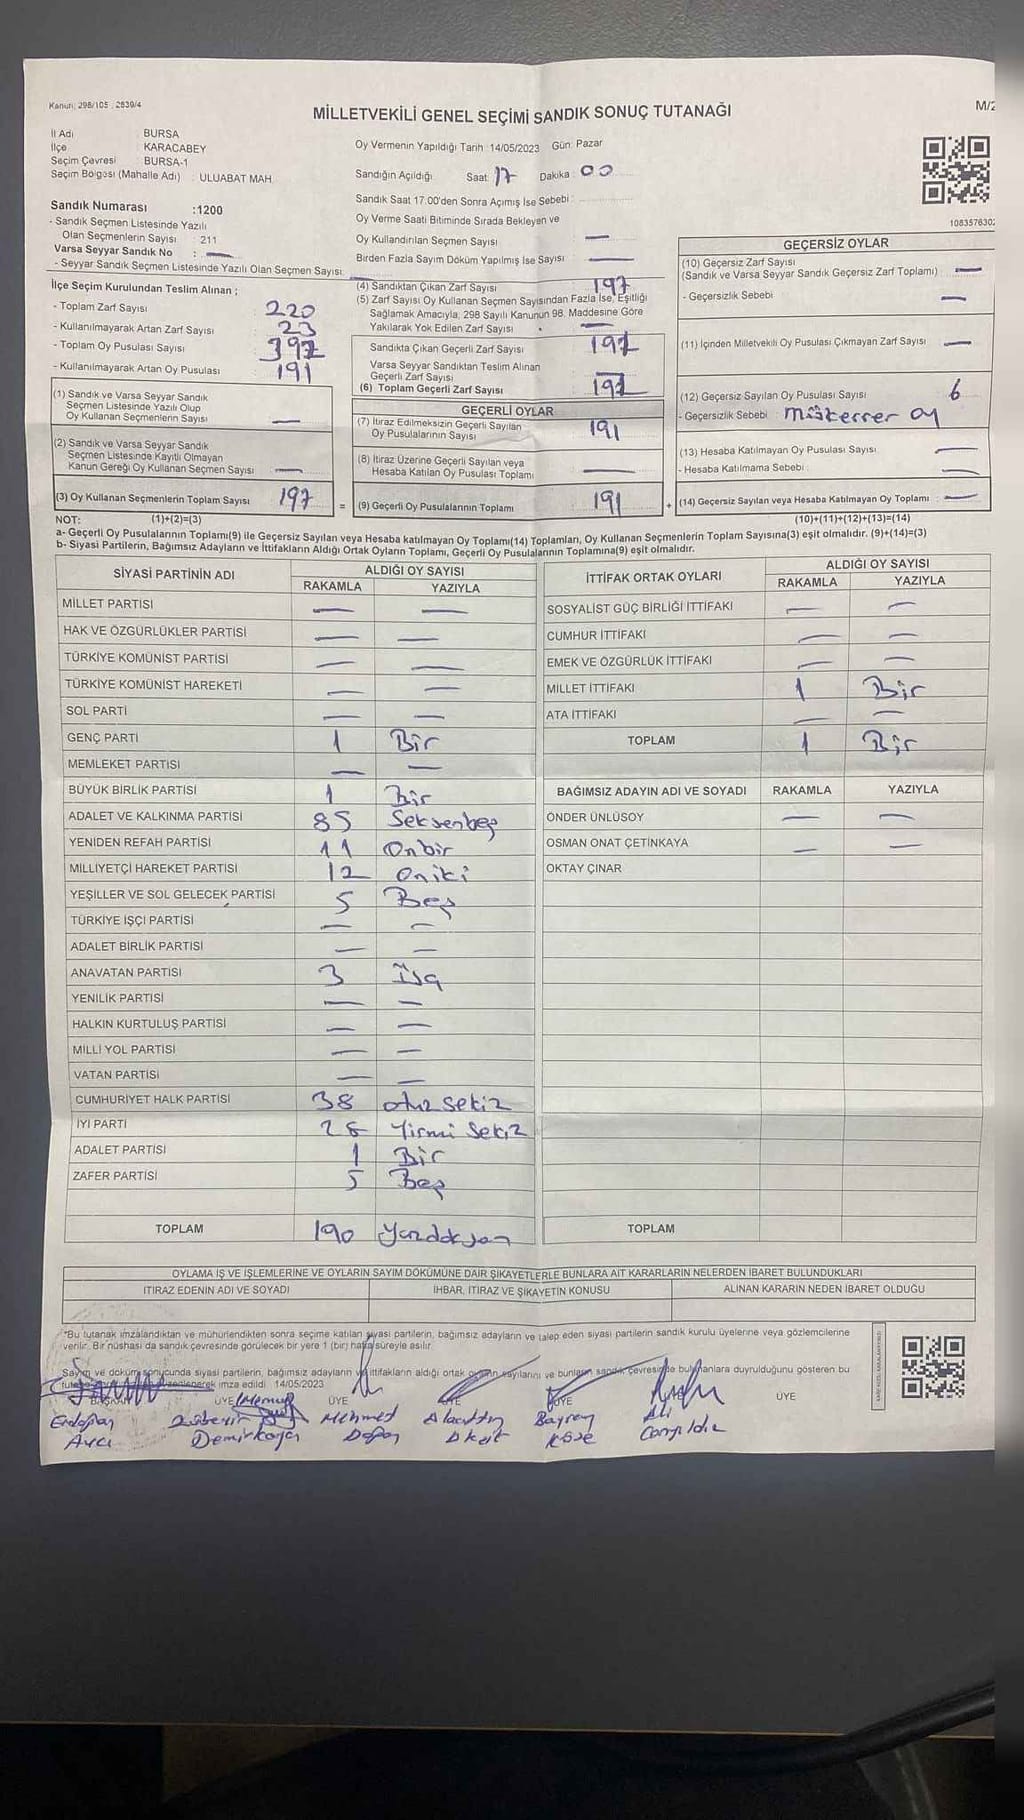 Kanun: 298/105 ; 2839/4
MİLLETVEKİLİ GENEL SEÇİMİ SANDIK SONUÇ TUTANAĞI
M/2
İl Adı BURSA
İlçe KARACABEY
Seçim Çevresi BURSA-1
Seçim Bölgesi (Mahalle Adı) : ULUABAT MAH.
Oy Vermenin Yapıldığı Tarih : 14/05/2023 Gün: Pazar
Sandığın Açıldığı Saat : 17 Dakika : 00
Sandık Saat 17.00'den Sonra Açımış İse Sebebi :
Oy Verme Saati Bitiminde Sırada Bekleyen ve
Oy Kullandırılan Seçmen Sayısı —
Birden Fazla Sayım Döküm Yapılmış İse Sayısı —
Sandık Numarası :1200
- Sandık Seçmen Listesinde Yazılı
Olan Seçmenlerin Sayısı : 211
Varsa Seyyar Sandık No : —
- Seyyar Sandık Seçmen Listesinde Yazılı Olan Seçmen Sayısı:
İlçe Seçim Kurulundan Teslim Alınan ;
- Toplam Zarf Sayısı 220
- Kullanılmayarak Artan Zarf Sayısı : 23
- Toplam Oy Pusulası Sayısı : 397
- Kullanılmayarak Artan Oy Pusulası 191
(1) Sandık ve Varsa Seyyar Sandık
Seçmen Listesinde Yazılı Olup
Oy Kullanan Seçmenlerin Sayısı —
(2) Sandık ve Varsa Seyyar Sandık
Seçmen Listesinde Kayıtlı Olmayan
Kanun Gereği Oy Kullanan Seçmen Sayısı —
(3) Oy Kullanan Seçmenlerin Toplam Sayısı 197
(4) Sandıktan Çıkan Zarf Sayısı : 197
(5) Zarf Sayısı Oy Kullanan Seçmen Sayısından Fazla İse, Eşitliği
Sağlamak Amacıyla, 298 Sayılı Kanunun 98. Maddesine Göre
Yakılarak Yok Edilen Zarf Sayısı —
Sandıkta Çıkan Geçerli Zarf Sayısı 197
Varsa Seyyar Sandıktan Teslim Alınan
Geçerli Zarf Sayısı
(6) Toplam Geçerli Zarf Sayısı 197
GEÇERLİ OYLAR
(7) İtiraz Edilmeksizin Geçerli Sayılan
Oy Pusulalarının Sayısı 191
(8) İtiraz Üzerine Geçerli Sayılan veya
Hesaba Katılan Oy Pusulası Toplamı —
= (9) Geçerli Oy Pusulalarının Toplamı 191 +
1083576302
GEÇERSİZ OYLAR
(10) Geçersiz Zarf Sayısı
(Sandık ve Varsa Seyyar Sandık Geçersiz Zarf Toplamı) : —
- Geçersizlik Sebebi : —
(11) İçinden Milletvekili Oy Pusulası Çıkmayan Zarf Sayısı : —
(12) Geçersiz Sayılan Oy Pusulası Sayısı : 6
- Geçersizlik Sebebi : Mükerrer oy
(13) Hesaba Katılmayan Oy Pusulası Sayısı —
- Hesaba Katılmama Sebebi : —
(14) Geçersiz Sayılan veya Hesaba Katılmayan Oy Toplamı : —
NOT: (1)+(2)=(3)
(10)+(11)+(12)+(13)=(14)
a- Geçerli Oy Pusulalarının Toplamı(9) ile Geçersiz Sayılan veya Hesaba katılmayan Oy Toplamı(14) Toplamları, Oy Kullanan Seçmenlerin Toplam Sayısına(3) eşit olmalıdır. (9)+(14)=(3)
b- Siyasi Partilerin, Bağımsız Adayların ve İttifakların Aldığı Ortak Oyların Toplamı, Geçerli Oy Pusulalarının Toplamına(9) eşit olmalıdır.
SİYASİ PARTİNİN ADI ALDIĞI OY SAYISI
RAKAMLA YAZIYLA
MİLLET PARTİSİ — —
HAK VE ÖZGÜRLÜKLER PARTİSİ — —
TÜRKİYE KOMÜNİST PARTİSİ — —
TÜRKİYE KOMÜNİST HAREKETİ — —
SOL PARTİ — —
GENÇ PARTİ 1 Bir
MEMLEKET PARTİSİ — —
BÜYÜK BİRLİK PARTİSİ 1 Bir
ADALET VE KALKINMA PARTİSİ 85 Seksenbeş
YENİDEN REFAH PARTİSİ 11 Onbir
MİLLİYETÇİ HAREKET PARTİSİ 12 Oniki
YEŞİLLER VE SOL GELECEK PARTİSİ 5 Beş
TÜRKİYE İŞÇİ PARTİSİ — —
ADALET BİRLİK PARTİSİ — —
ANAVATAN PARTİSİ 3 Üç
YENİLİK PARTİSİ — —
HALKIN KURTULUŞ PARTİSİ — —
MİLLİ YOL PARTİSİ — —
VATAN PARTİSİ — —
CUMHURİYET HALK PARTİSİ 38 otuz sekiz
İYİ PARTİ 28 Yirmi Sekiz
ADALET PARTİSİ 1 Bir
ZAFER PARTİSİ 5 Beş
TOPLAM 190 Yüzdoksan
İTTİFAK ORTAK OYLARI ALDIĞI OY SAYISI
RAKAMLA YAZIYLA
SOSYALİST GÜÇ BİRLİĞİ İTTİFAKI — —
CUMHUR İTTİFAKI — —
EMEK VE ÖZGÜRLÜK İTTİFAKI — —
MİLLET İTTİFAKI 1 Bir
ATA İTTİFAKI — —
TOPLAM 1 Bir
BAĞIMSIZ ADAYIN ADI VE SOYADI RAKAMLA YAZIYLA
ÖNDER ÜNLÜSOY — —
OSMAN ONAT ÇETİNKAYA — —
OKTAY ÇINAR
TOPLAM
OYLAMA İŞ VE İŞLEMLERİNE VE OYLARIN SAYIM DÖKÜMÜNE DAİR ŞİKAYETLERLE BUNLARA AİT KARARLARIN NELERDEN İBARET BULUNDUKLARI
İTİRAZ EDENİN ADI VE SOYADI İHBAR, İTİRAZ VE ŞİKAYETİN KONUSU ALINAN KARARIN NEDEN İBARET OLDUĞU
*Bu tutanak imzalandıktan ve mühürlendikten sonra seçime katılan siyasi partilerin, bağımsız adayların ve talep eden siyasi partilerin sandık kurulu üyelerine veya gözlemcilerine
verilir. Bir nüshası da sandık çevresinde görülecek bir yere 1 (bir) hafta süreyle asılır.
Sayım ve döküm sonucunda siyasi partilerin, bağımsız adayların ve ittifakların aldığı ortak oyların sayılarını ve bunların sandık çevresinde bulunanlara duyrulduğunu gösteren bu
düzenlenerek imza edildi. 14/05/2023
BAŞKAN ÜYE (Memur) ÜYE ÜYE ÜYE ÜYE
Erdoğan Mehmet Alaattin Bayram Ali
Avcı Demirkaya Doğan Akgit Köse